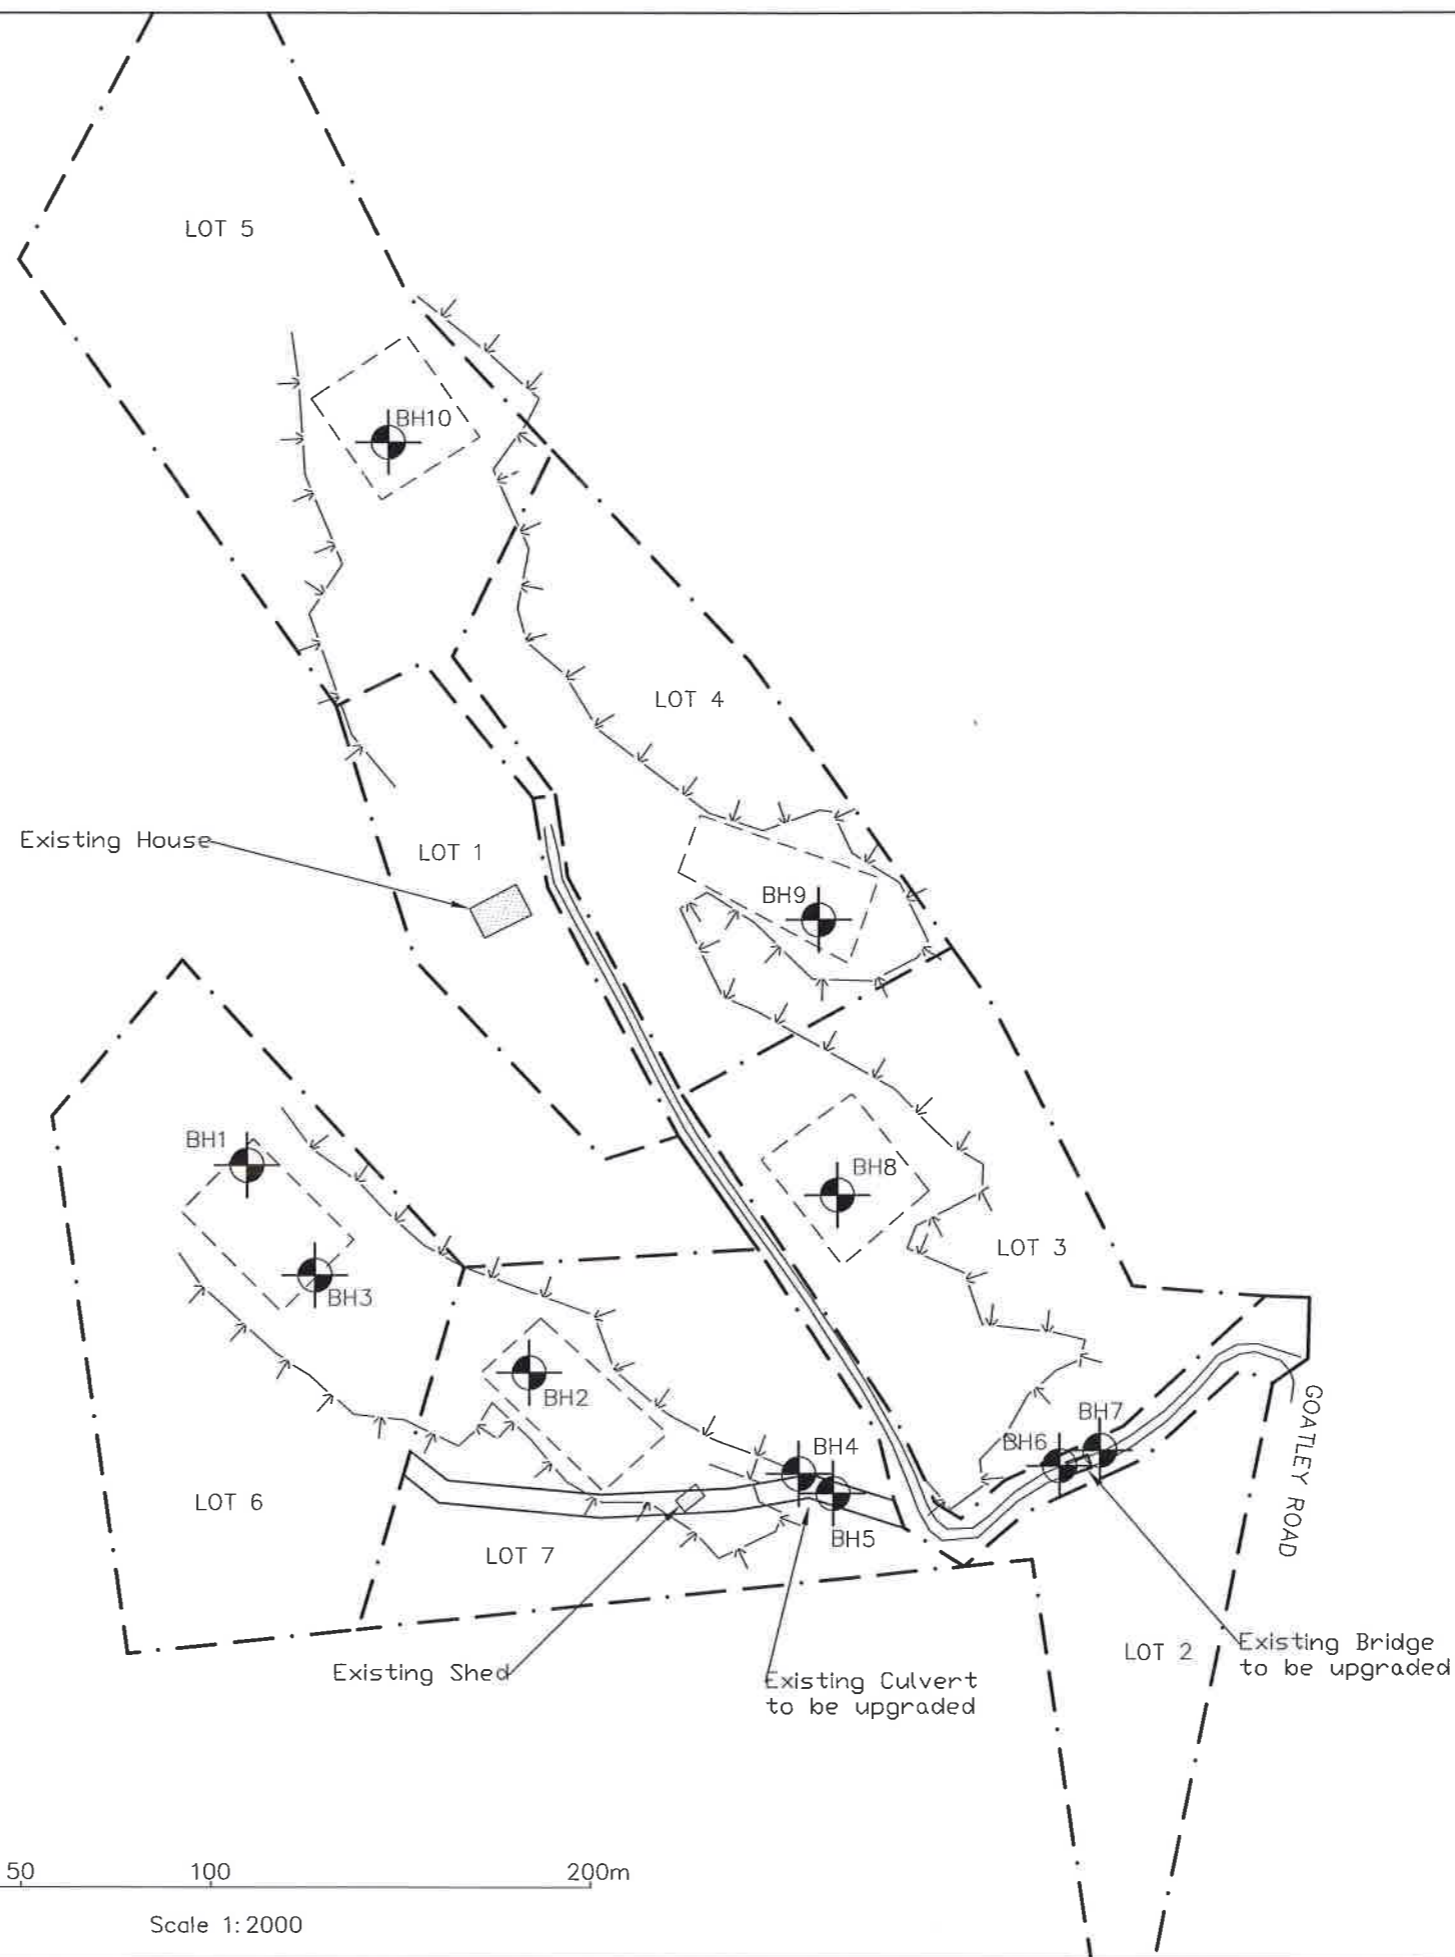 LOT 5
BH10
LOT 4
Existing House
LOT 1
BH9
BH1
BH8
LOT 3
BH3
BH2
GOATLEY ROAD
BH7
BH6
BH4
LOT 6
BH5
LOT 7
Existing Bridge
to be upgraded
LOT 2
Existing Shed
Existing Culvert
to be upgraded
50 100 200m
Scale 1:2000